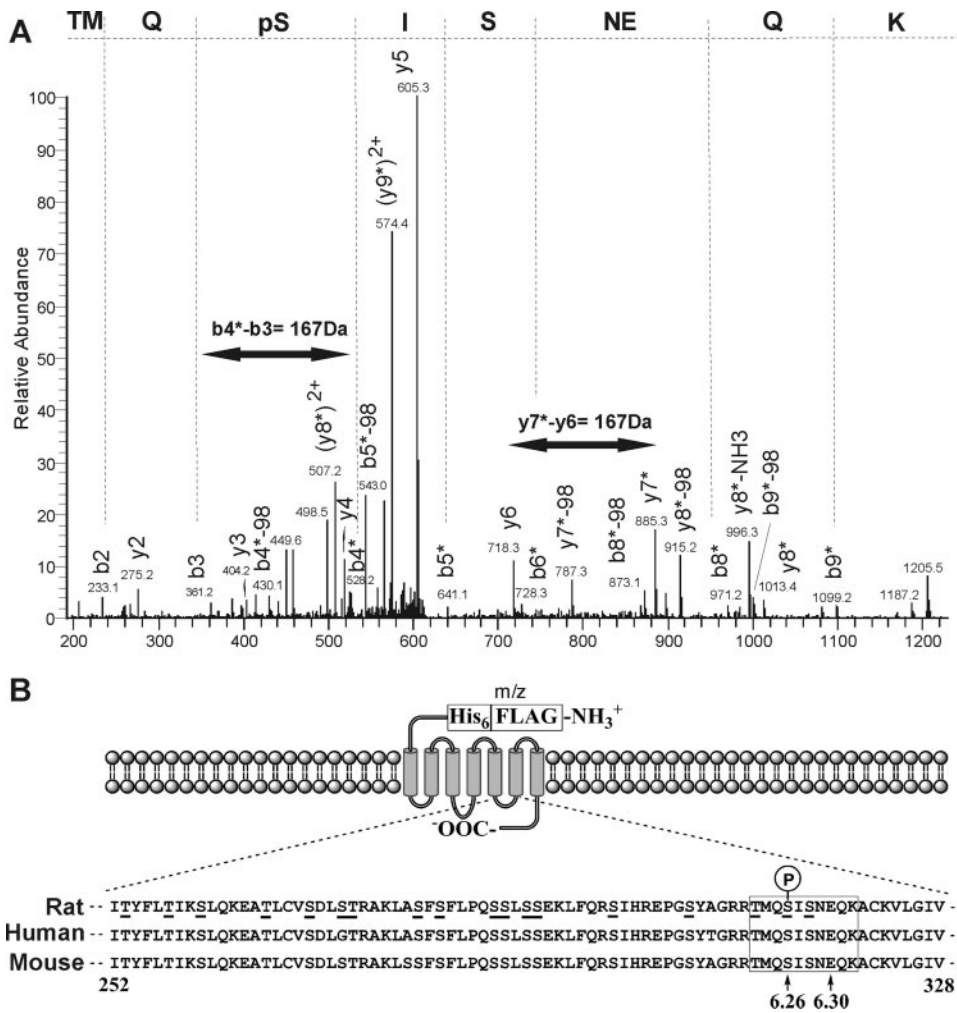 A
TM Q pS I S NE Q K
Relative Abundance
100
90
80
70
60
50
40
30
20
10
0
200 300 400 500 600 700 800 900 1000 1100 1200
m/z
b2
233.1
y2
275.2
b3
361.2
y3
404.2
b4*-98
430.1
449.6
498.5
(y8*)2+
507.2
y4
b4*
528.2
b5*-98
543.0
(y9*)2+
574.4
y5
605.3
b5*
641.1
y6
718.3
b6*
728.3
y7*-98
787.3
b8*-98
873.1
y7*
885.3
y8*-98
915.2
b8*
971.2
y8*-NH3
996.3
b9*-98
y8*
1013.4
b9*
1099.2
1187.2
1205.5
b4*-b3= 167Da
y7*-y6= 167Da
B
His6 FLAG -NH3+
-OOC-
P
Rat -- ITYFLTIKSLQKEATLCVSDLSTRAKLASFSFLPQSSLSSEKLFQRSIHREPGSYAGRRTMQSISNEQKACKVLGIV --
Human -- ITYFLTIKSLQKEATLCVSDLGTRAKLASFSFLPQSSLSSEKLFQRSIHREPGSYTGRRTMQSISNEQKACKVLGIV --
Mouse -- ITYFLTIKSLQKEATLCVSDLSTRAKLSSFSFLPQSSLSSEKLFQRSIHREPGSYAGRRTMQSISNEQKACKVLGIV --
252 328
6.26 6.30